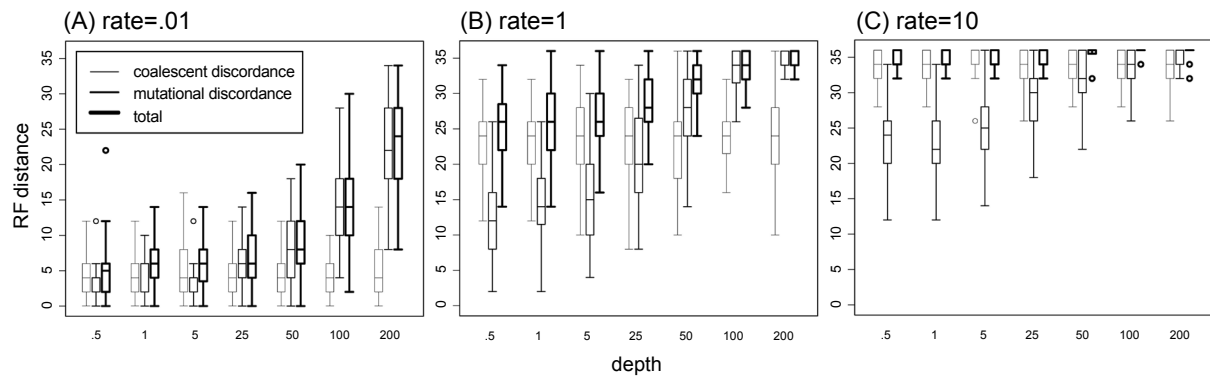 (A) rate=.01
(B) rate=1
(C) rate=10
coalescent discordance
mutational discordance
total
RF distance
35
30
25
20
15
10
5
0
35
30
25
20
15
10
5
0
35
30
25
20
15
10
5
0
.5 1 5 25 50 100 200
.5 1 5 25 50 100 200
.5 1 5 25 50 100 200
depth